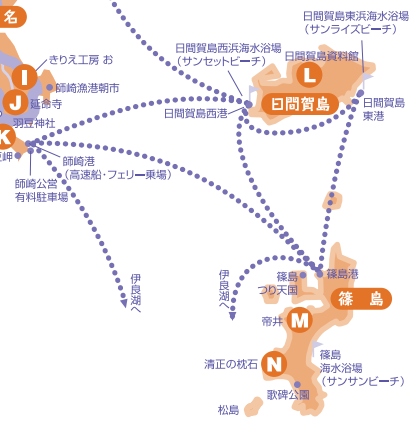 名
日間賀島東浜海水浴場
（サンライズビーチ）
日間賀島西浜海水浴場
（サンセットビーチ）
日間賀島資料館
きりえ工房 お
I
L
師崎漁港朝市
J
延命寺
日間賀島
日間賀島西港
日間賀島
東港
羽豆神社
K
豆岬
師崎港
（高速船・フェリー乗場）
師崎公営
有料駐車場
伊良湖へ
伊良湖へ
篠島
つり天国
篠島港
篠島
帝井
M
清正の枕石
N
篠島
海水浴場
（サンサンビーチ）
歌碑公園
松島